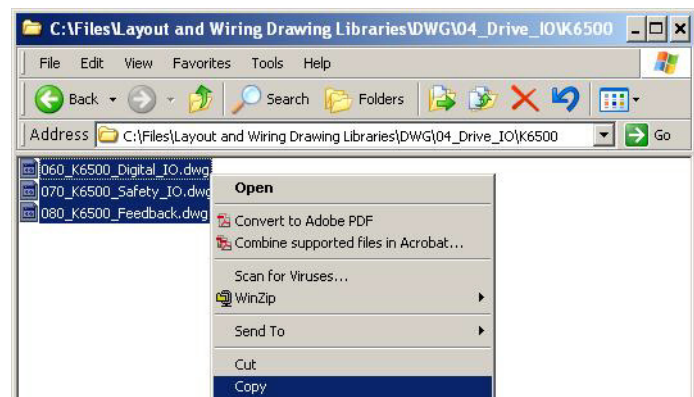 C:\Files\Layout and Wiring Drawing Libraries\DWG\04_Drive_IO\K6500
File Edit View Favorites Tools Help
Back Search Folders
Address C:\Files\Layout and Wiring Drawing Libraries\DWG\04_Drive_IO\K6500 Go
060_K6500_Digital_IO.dwg
070_K6500_Safety_IO.dwg
080_K6500_Feedback.dwg
Open
Convert to Adobe PDF
Combine supported files in Acrobat...
Scan for Viruses...
WinZip
Send To
Cut
Copy